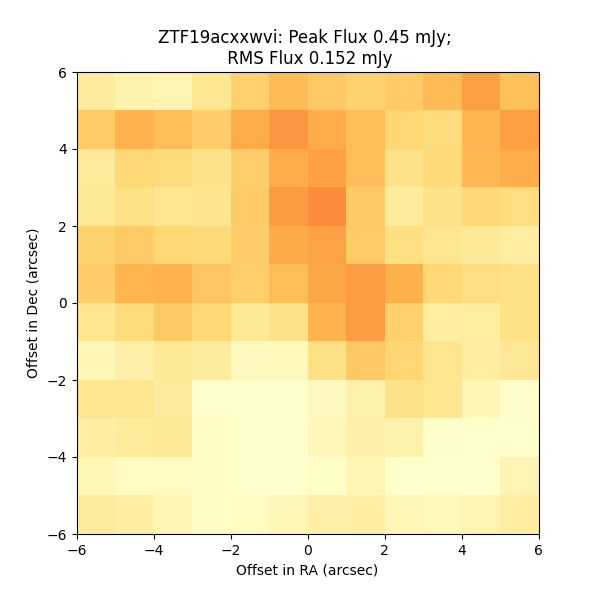 ZTF19acxxwvi: Peak Flux 0.45 mJy;
RMS Flux 0.152 mJy
6
4
2
0
−2
−4
−6
Offset in Dec (arcsec)
−6 −4 −2 0 2 4 6
Offset in RA (arcsec)